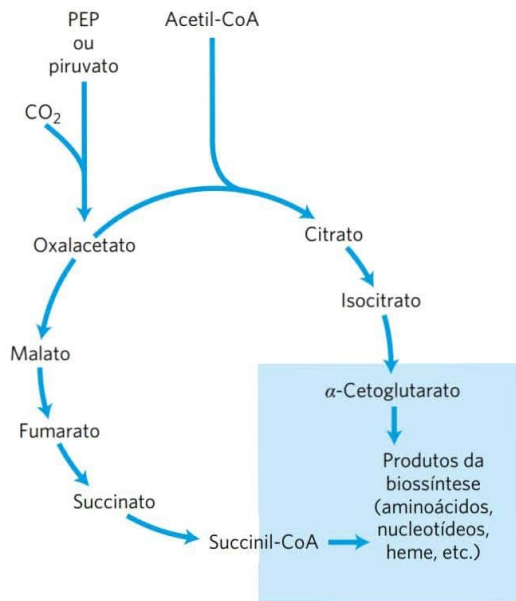 PEP
ou
piruvato
Acetil-CoA
CO₂
Oxalacetato
Citrato
Isocitrato
Malato
α-Cetoglutarato
Fumarato
Produtos da
biossíntese
(aminoácidos,
nucleotídeos,
heme, etc.)
Succinato
Succinil-CoA